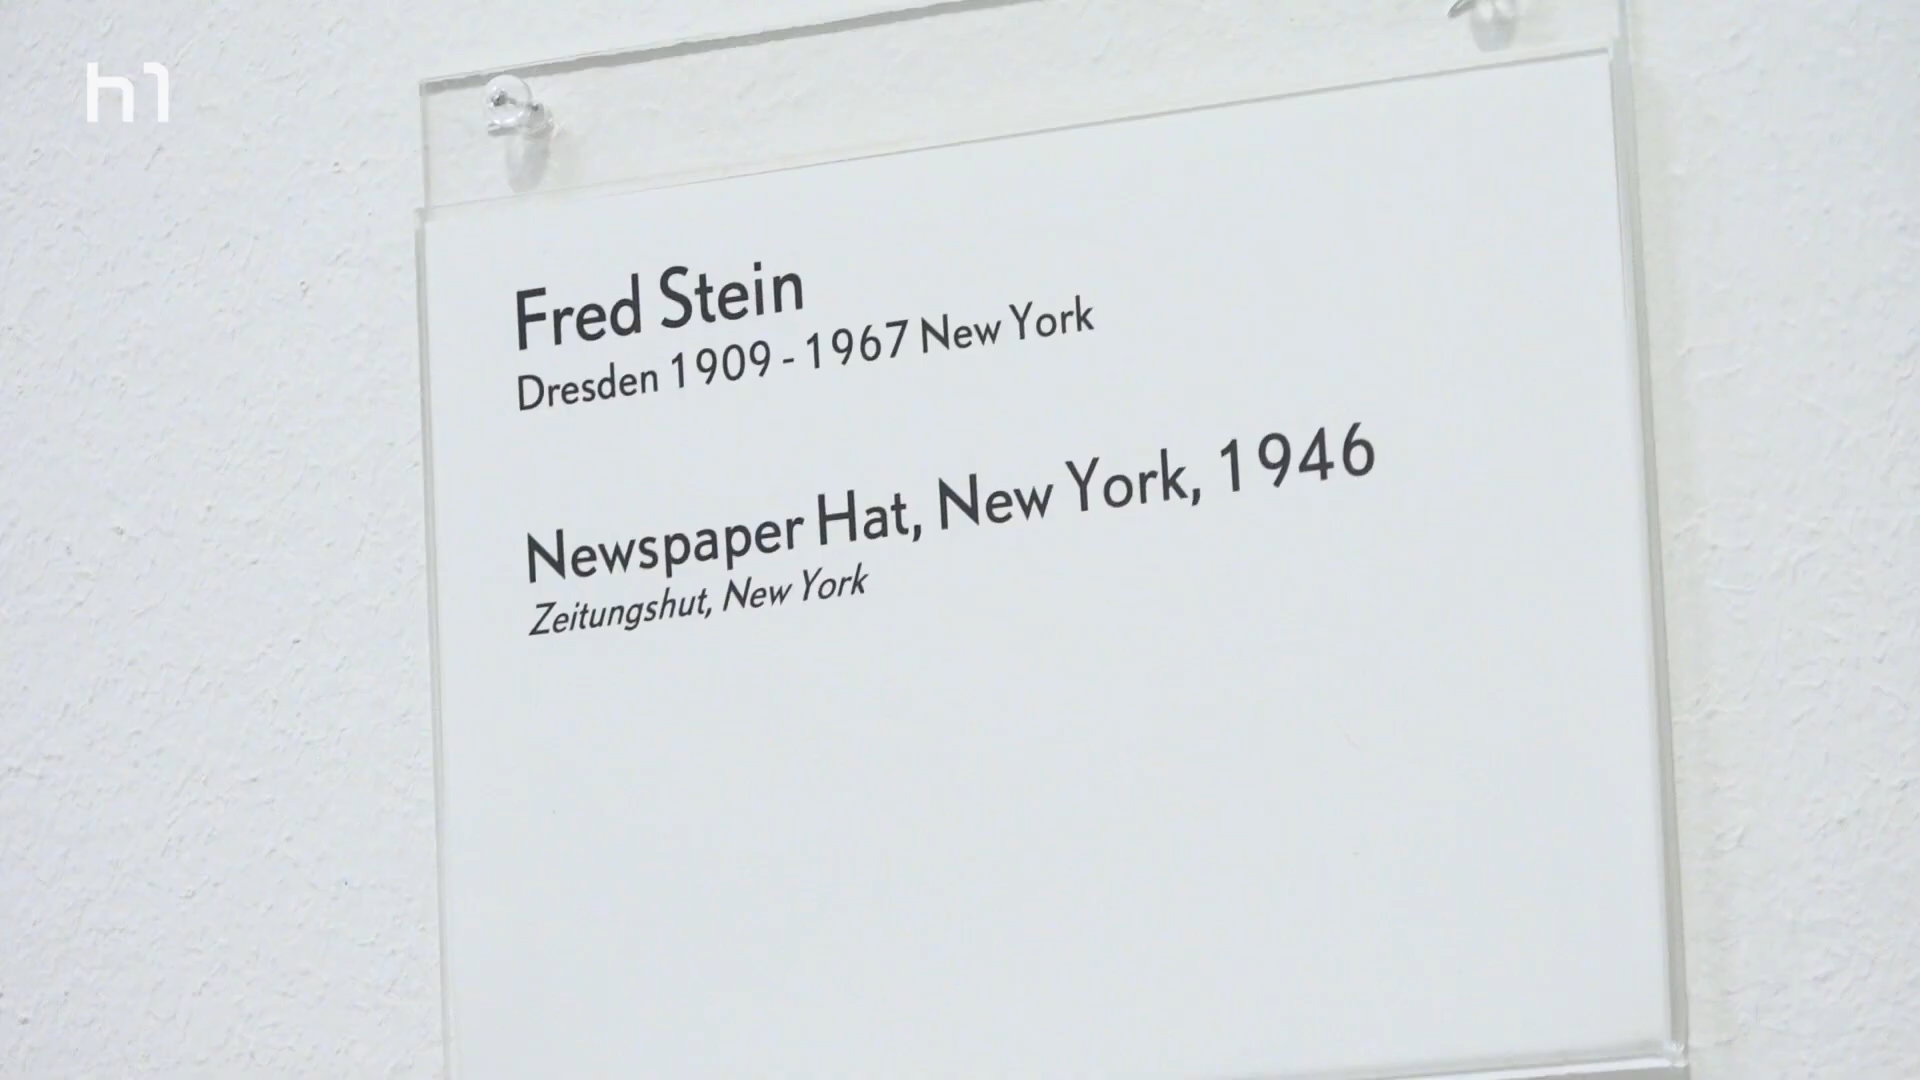 h1
Fred Stein
Dresden 1909 - 1967 New York
Newspaper Hat, New York, 1946
Zeitungshut, New York